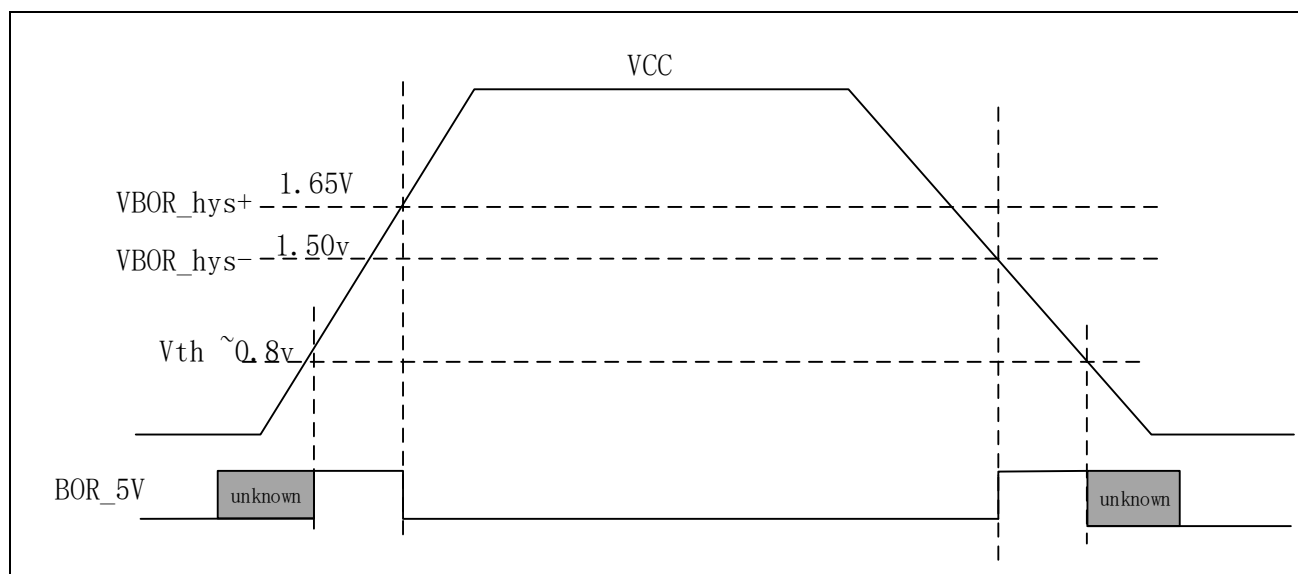 VCC
1.65V
VBOR_hys+
1.50v
VBOR_hys-
Vth ~0.8v
BOR_5V
unknown
unknown